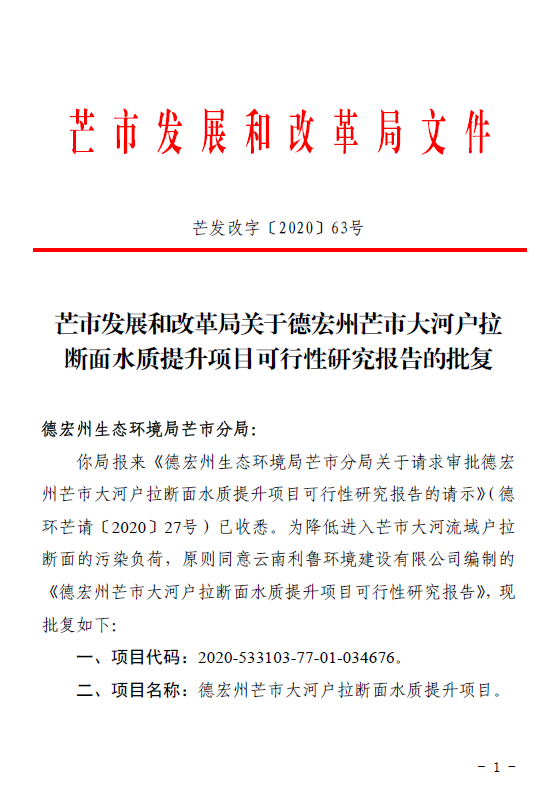 芒市发展和改革局文件
芒发改字〔2020〕63号
芒市发展和改革局关于德宏州芒市大河户拉
断面水质提升项目可行性研究报告的批复
德宏州生态环境局芒市分局：
你局报来《德宏州生态环境局芒市分局关于请求审批德宏
州芒市大河户拉断面水质提升项目可行性研究报告的请示》（德
环芒请〔2020〕27号）已收悉。为降低进入芒市大河流域户拉
断面的污染负荷，原则同意云南利鲁环境建设有限公司编制的
《德宏州芒市大河户拉断面水质提升项目可行性研究报告》，现
批复如下：
一、项目代码：2020-533103-77-01-034676。
二、项目名称：德宏州芒市大河户拉断面水质提升项目。
- 1 -